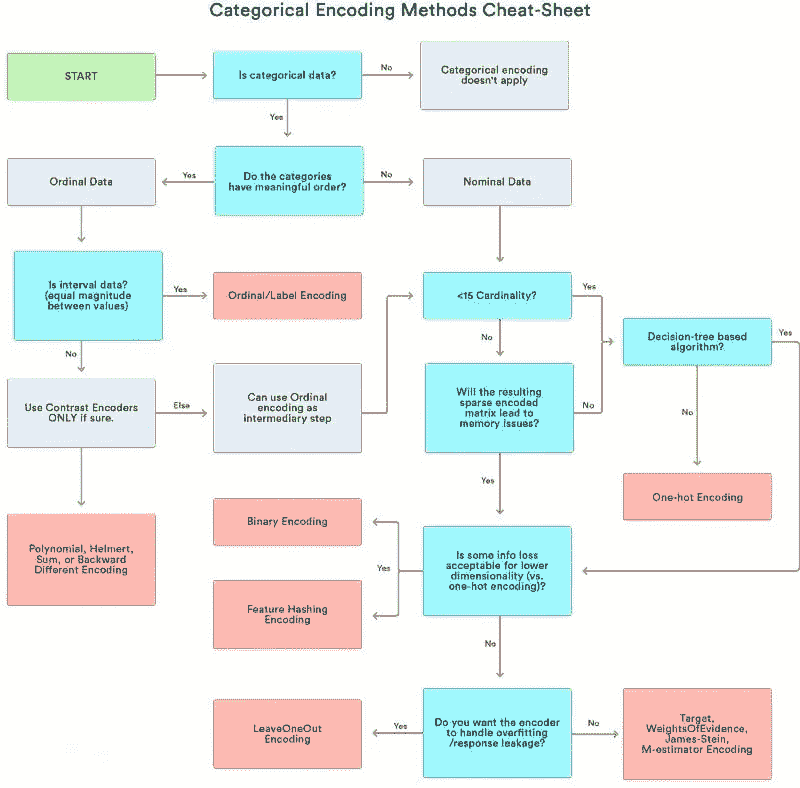 Categorical Encoding Methods Cheat-Sheet
START
Is categorical data?
No
Categorical encoding
doesn't apply
Yes
Ordinal Data
Yes
Do the categories
have meaningful order?
No
Nominal Data
Is interval data?
(equal magnitude
between values)
Yes
Ordinal/Label Encoding
<15 Cardinality?
Yes
No
Decision-tree based
algorithm?
Yes
No
Use Contrast Encoders
ONLY if sure.
Else
Can use Ordinal
encoding as
intermediary step
Will the resulting
sparse encoded
matrix lead to
memory issues?
No
No
One-hot Encoding
Yes
Polynomial, Helmert,
Sum, or Backward
Different Encoding
Binary Encoding
Yes
Feature Hashing
Encoding
Is some info loss
acceptable for lower
dimensionality (vs.
one-hot encoding)?
No
LeaveOneOut
Encoding
Yes
Do you want the encoder
to handle overfitting
/response leakage?
No
Target,
WeightsOfEvidence,
James-Stein,
M-estimator Encoding